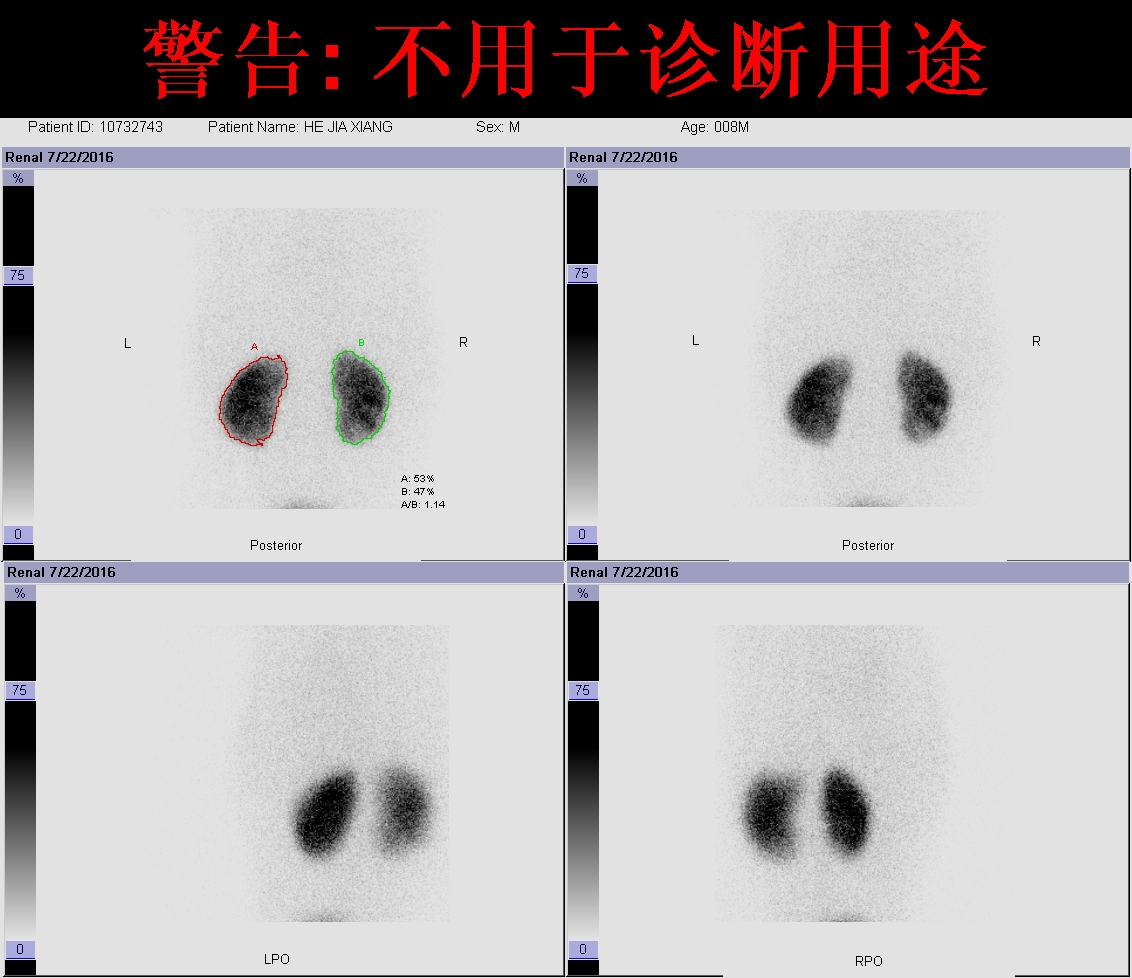 警告: 不用于诊断用途
Patient ID: 10732743 Patient Name: HE JIA XIANG Sex: M Age: 008M
Renal 7/22/2016
%
75
0
L
A
B
R
A: 53%
B: 47%
A/B: 1.14
Posterior
Renal 7/22/2016
%
75
0
L
R
Posterior
Renal 7/22/2016
%
75
0
LPO
Renal 7/22/2016
%
75
0
RPO